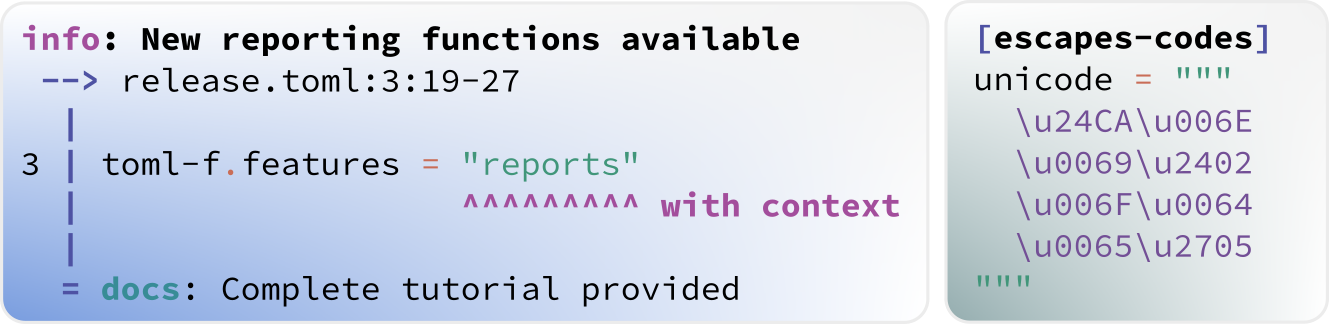 info: New reporting functions available
 --> release.toml:3:19-27
  |
3 | toml-f.features = "reports"
  |                   ^^^^^^^^^ with context
  |
  = docs: Complete tutorial provided
[escapes-codes]
unicode = """
  \u24CA\u006E
  \u0069\u2402
  \u006F\u0064
  \u0065\u2705
"""